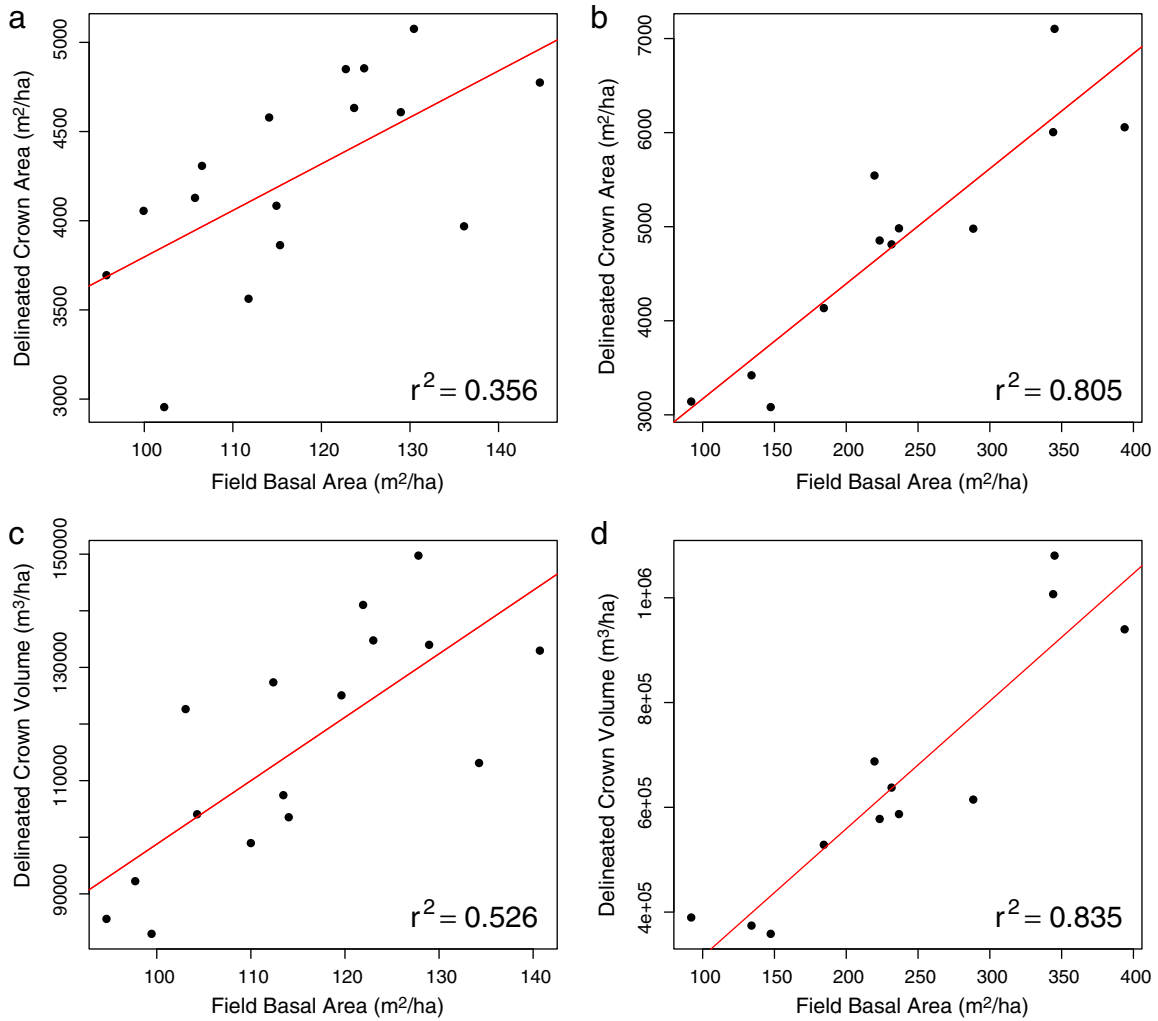 a
Delineated Crown Area (m²/ha)
5000
4500
4000
3500
3000
r² = 0.356
100 110 120 130 140
Field Basal Area (m²/ha)
b
Delineated Crown Area (m²/ha)
7000
6000
5000
4000
3000
r² = 0.805
100 150 200 250 300 350 400
Field Basal Area (m²/ha)
c
Delineated Crown Volume (m³/ha)
150000
130000
110000
90000
r² = 0.526
100 110 120 130 140
Field Basal Area (m²/ha)
d
Delineated Crown Volume (m³/ha)
1e+06
8e+05
6e+05
4e+05
r² = 0.835
100 150 200 250 300 350 400
Field Basal Area (m²/ha)